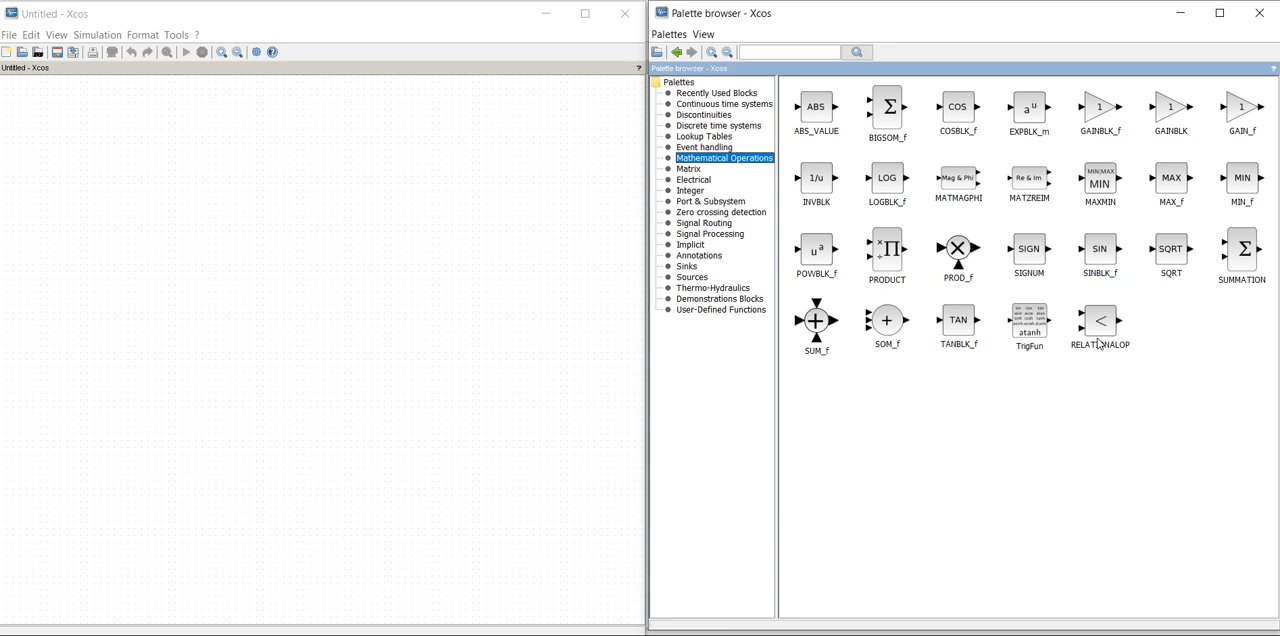 Untitled - Xcos
File Edit View Simulation Format Tools ?
Untitled - Xcos ?
Palette browser - Xcos
Palettes View
Palette browser - Xcos ?
Palettes
Recently Used Blocks
Continuous time systems
Discontinuities
Discrete time systems
Lookup Tables
Event handling
Mathematical Operations
Matrix
Electrical
Integer
Port & Subsystem
Zero crossing detection
Signal Routing
Signal Processing
Implicit
Annotations
Sinks
Sources
Thermo-Hydraulics
Demonstrations Blocks
User-Defined Functions
ABS Σ COS a^u 1 1 1
ABS_VALUE BIGSOM_f COSBLK_f EXPBLK_m GAINBLK_f GAINBLK GAIN_f
1/u LOG Mag & Phi Re & Im MIN|MAX MIN MAX MIN
INVBLK LOGBLK_f MATMAGPHI MATZREIM MAXMIN MAX_f MIN_f
u^a × ÷ Π × SIGN SIN SQRT Σ
POWBLK_f PRODUCT PROD_f SIGNUM SINBLK_f SQRT SUMMATION
+ + TAN atanh <
SUM_f SOM_f TANBLK_f TrigFun RELATIONALOP